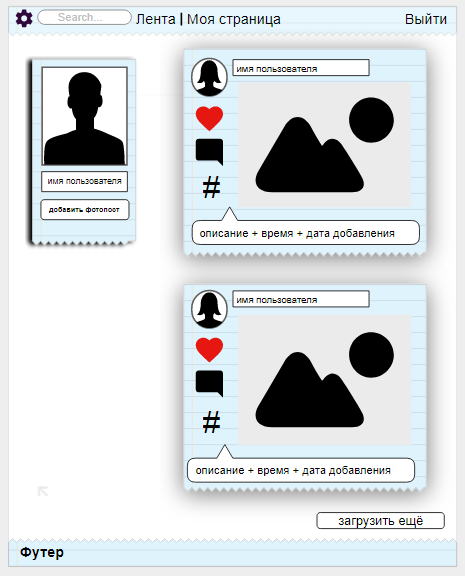 Search...
Лента | Моя страница
Выйти
имя пользователя
добавить фотопост
имя пользователя
#
описание + время + дата добавления
имя пользователя
#
описание + время + дата добавления
загрузить ещё
Футер